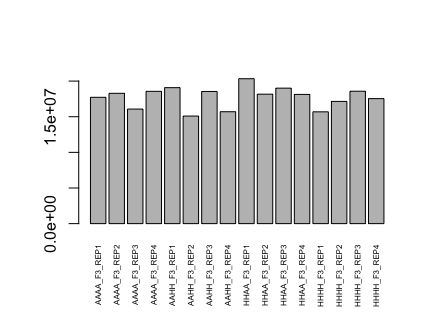 1.5e+07
0.0e+00
AAAA_F3_REP1
AAAA_F3_REP2
AAAA_F3_REP3
AAAA_F3_REP4
AAHH_F3_REP1
AAHH_F3_REP2
AAHH_F3_REP3
AAHH_F3_REP4
HHAA_F3_REP1
HHAA_F3_REP2
HHAA_F3_REP3
HHAA_F3_REP4
HHHH_F3_REP1
HHHH_F3_REP2
HHHH_F3_REP3
HHHH_F3_REP4